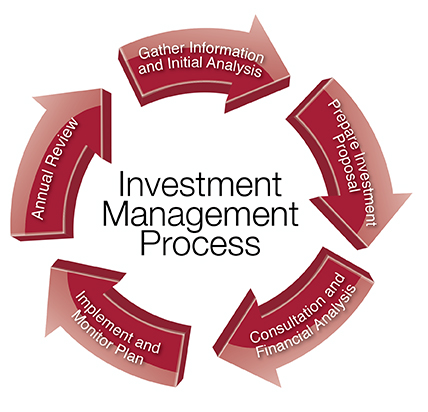 Gather Information
and Initial Analysis
Prepare Investment
Proposal
Consultation and
Financial Analysis
Implement and
Monitor Plan
Annual Review
Investment
Management
Process